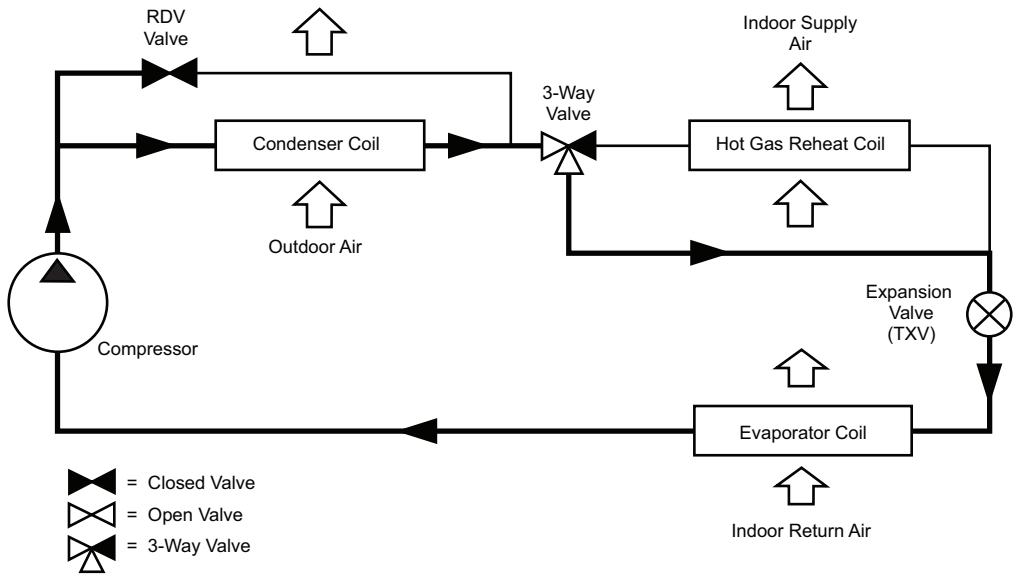 RDV
Valve
Indoor Supply
Air
3-Way
Valve
Condenser Coil
Hot Gas Reheat Coil
Outdoor Air
Expansion
Valve
(TXV)
Compressor
Evaporator Coil
= Closed Valve
= Open Valve
= 3-Way Valve
Indoor Return Air